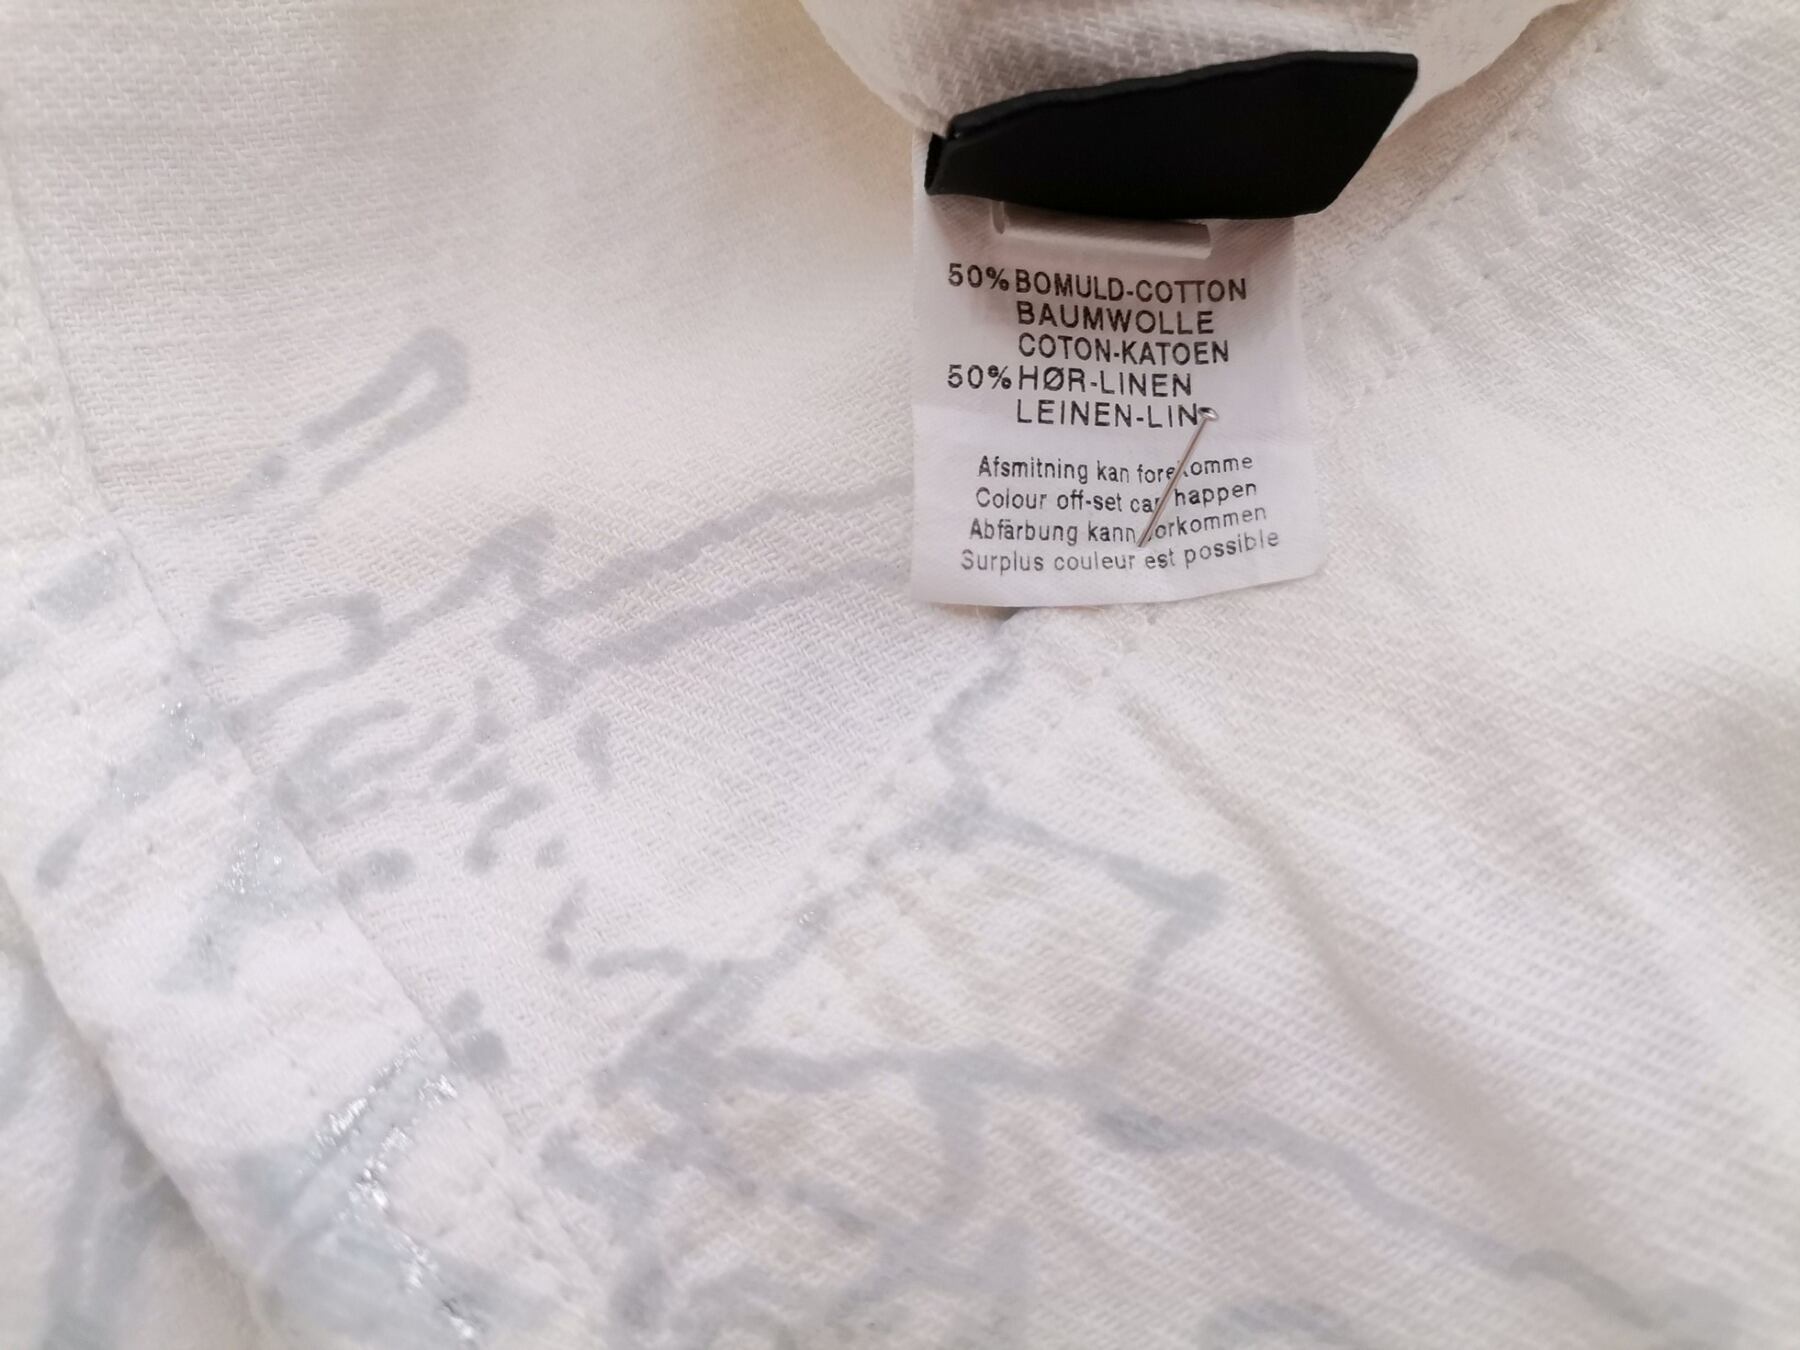 50% BOMULD-COTTON
BAUMWOLLE
COTON-KATOEN
50% HØR-LINEN
LEINEN-LIN
Afsmitning kan forekomme
Colour off-set can happen
Abfärbung kann vorkommen
Surplus couleur est possible